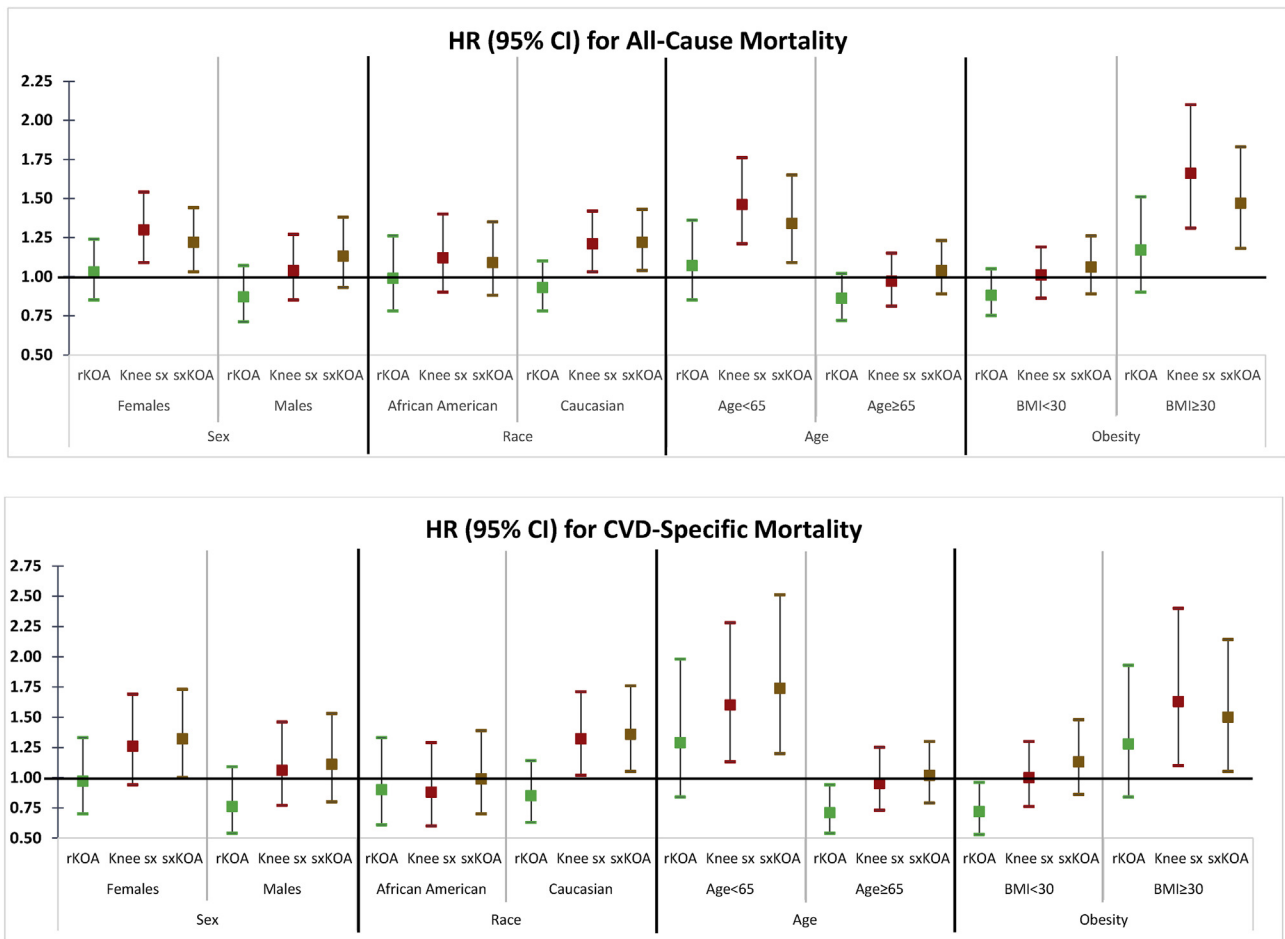 HR (95% CI) for All-Cause Mortality
2.25
2.00
1.75
1.50
1.25
1.00
0.75
0.50
rKOA Knee sx sxKOA rKOA Knee sx sxKOA rKOA Knee sx sxKOA rKOA Knee sx sxKOA rKOA Knee sx sxKOA rKOA Knee sx sxKOA rKOA Knee sx sxKOA rKOA Knee sx sxKOA
Females Males African American Caucasian Age<65 Age≥65 BMI<30 BMI≥30
Sex Race Age Obesity
HR (95% CI) for CVD-Specific Mortality
2.75
2.50
2.25
2.00
1.75
1.50
1.25
1.00
0.75
0.50
rKOA Knee sx sxKOA rKOA Knee sx sxKOA rKOA Knee sx sxKOA rKOA Knee sx sxKOA rKOA Knee sx sxKOA rKOA Knee sx sxKOA rKOA Knee sx sxKOA rKOA Knee sx sxKOA
Females Males African American Caucasian Age<65 Age≥65 BMI<30 BMI≥30
Sex Race Age Obesity